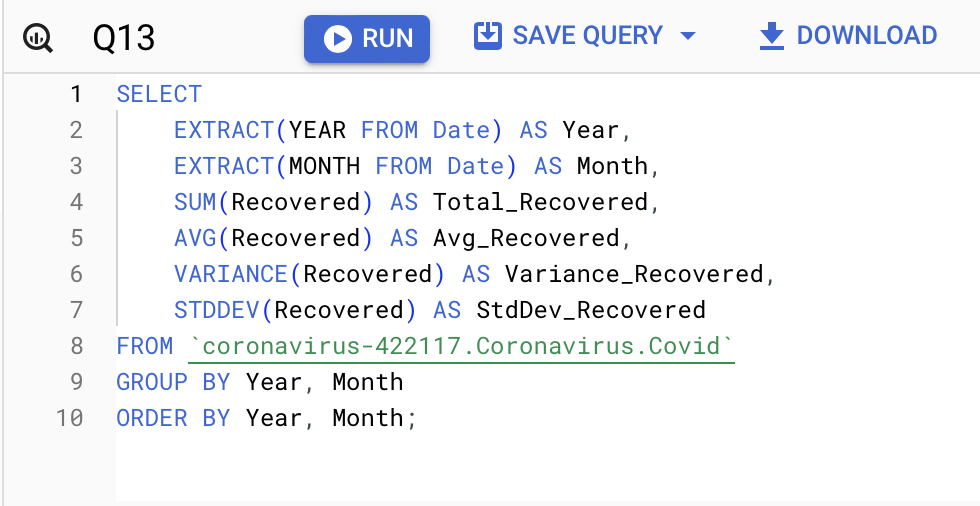 Q13 RUN SAVE QUERY DOWNLOAD
1 SELECT
2 EXTRACT(YEAR FROM Date) AS Year,
3 EXTRACT(MONTH FROM Date) AS Month,
4 SUM(Recovered) AS Total_Recovered,
5 AVG(Recovered) AS Avg_Recovered,
6 VARIANCE(Recovered) AS Variance_Recovered,
7 STDDEV(Recovered) AS StdDev_Recovered
8 FROM `coronavirus-422117.Coronavirus.Covid`
9 GROUP BY Year, Month
10 ORDER BY Year, Month;